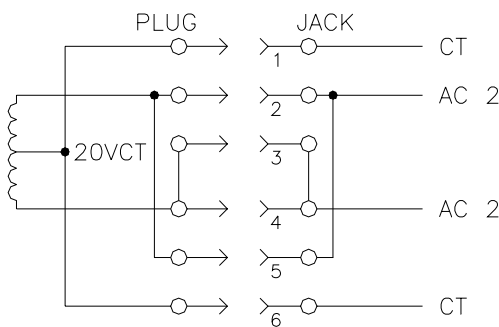 PLUG JACK
1 CT
2 AC 2
20VCT 3
4 AC 2
5
6 CT